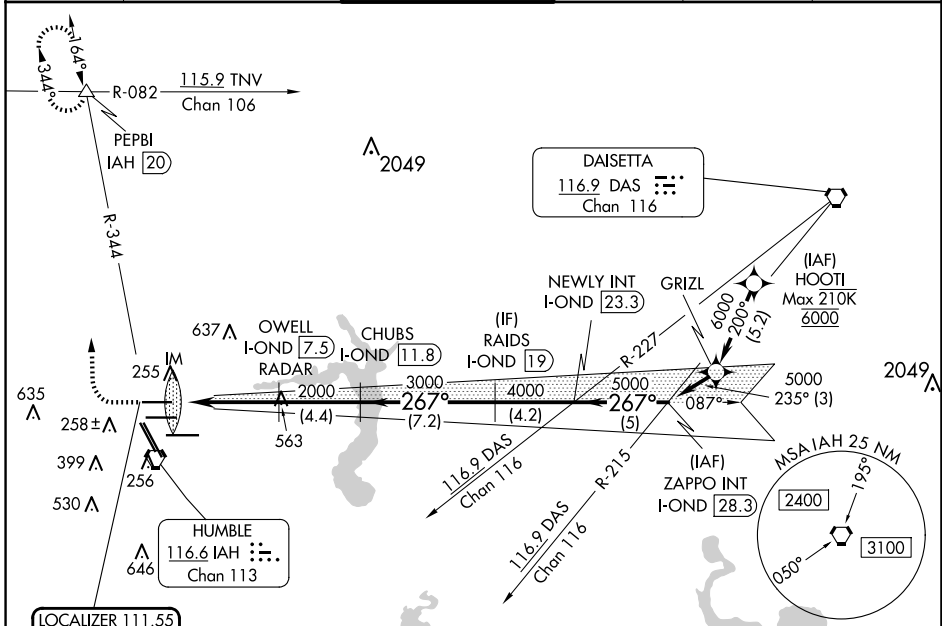 164°
344°
R-082
115.9 TNV
Chan 106
PEPBI
IAH 20
2049
DAISETTA
116.9 DAS
Chan 116
R-344
(IAF)
HOOTI
Max 210K
6000
NEWLY INT
I-OND 23.3
GRIZL
6000
200°
(5.2)
(IF)
RAIDS
I-OND 19
637
OWELL
I-OND 7.5
RADAR
CHUBS
I-OND 11.8
R-227
IM
255
2000
3000
4000
5000
5000
235° (3)
2049
635
267°
267°
087°
(4.4)
(7.2)
(4.2)
(5)
258±
563
399
256
530
116.9 DAS
Chan 116
R-215
(IAF)
ZAPPO INT
I-OND 28.3
MSA IAH 25 NM
195°
2400
3100
050°
HUMBLE
116.6 IAH
Chan 113
646
116.9 DAS
Chan 116
LOCALIZER 111.55